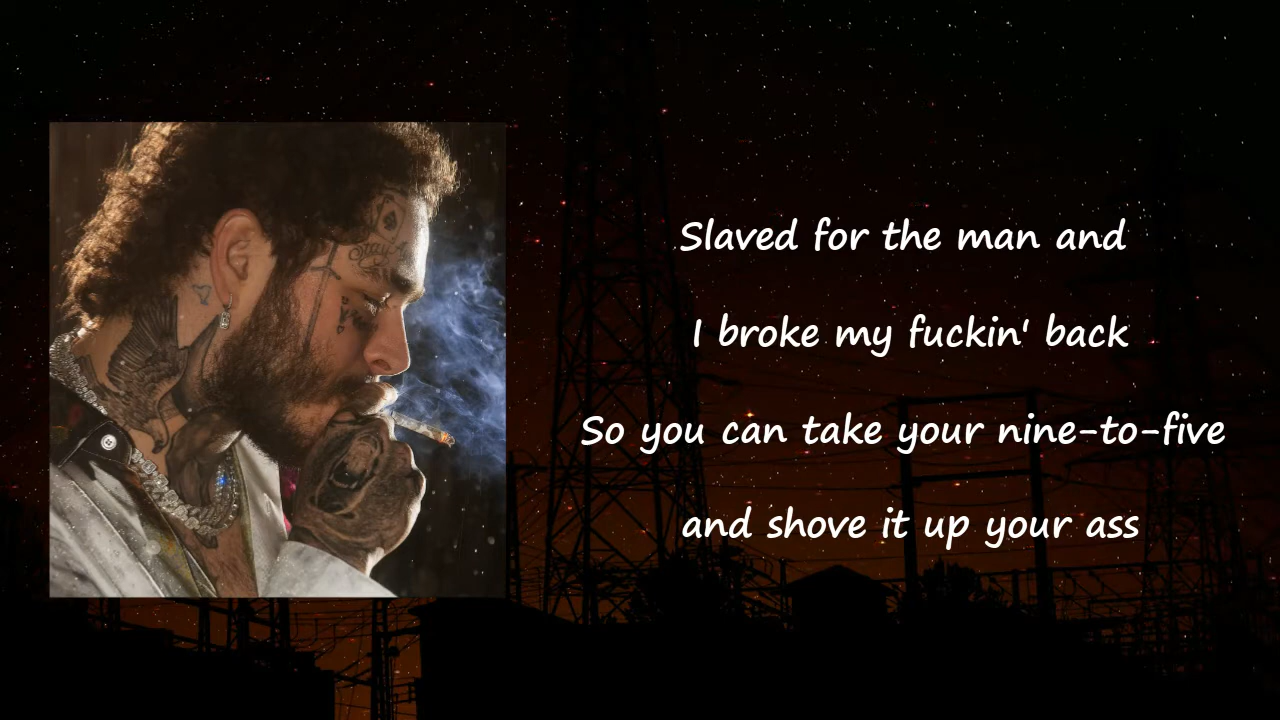 Slaved for the man and
I broke my fuckin' back
So you can take your nine-to-five
and shove it up your ass